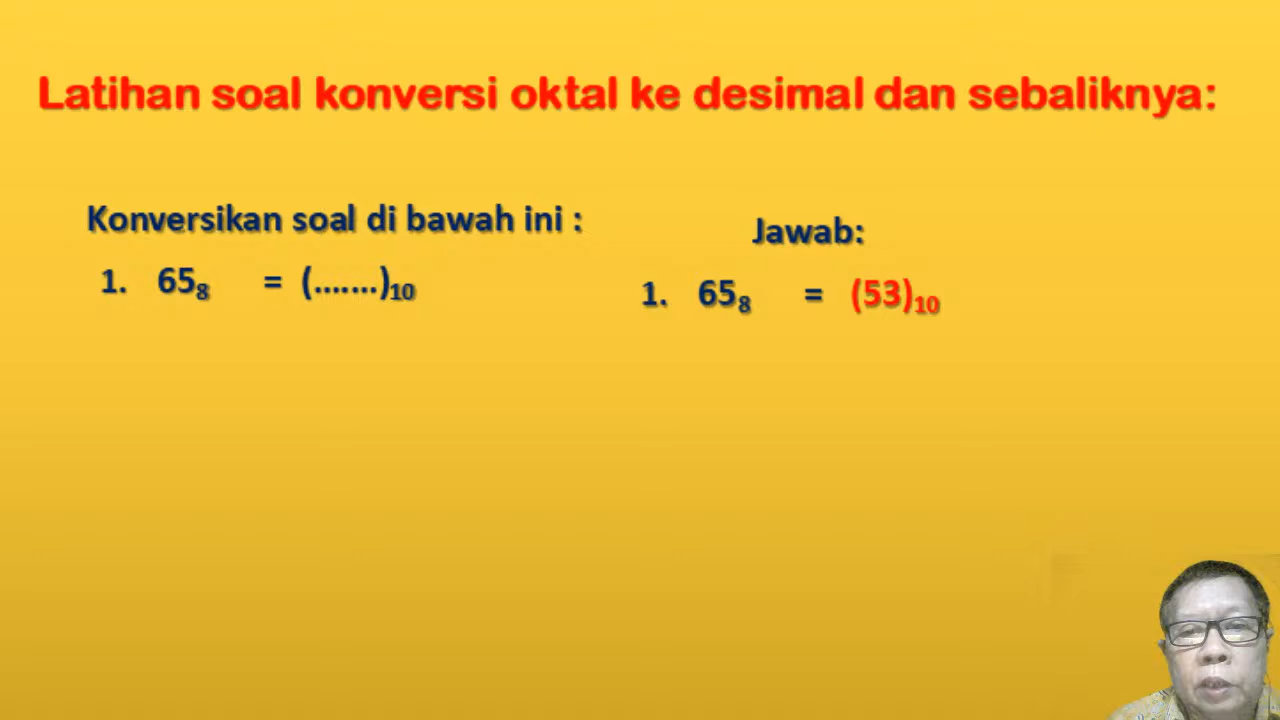 Latihan soal konversi oktal ke desimal dan sebaliknya:
Konversikan soal di bawah ini :
1. 65₈ = (.......)₁₀
Jawab:
1. 65₈ = (53)₁₀